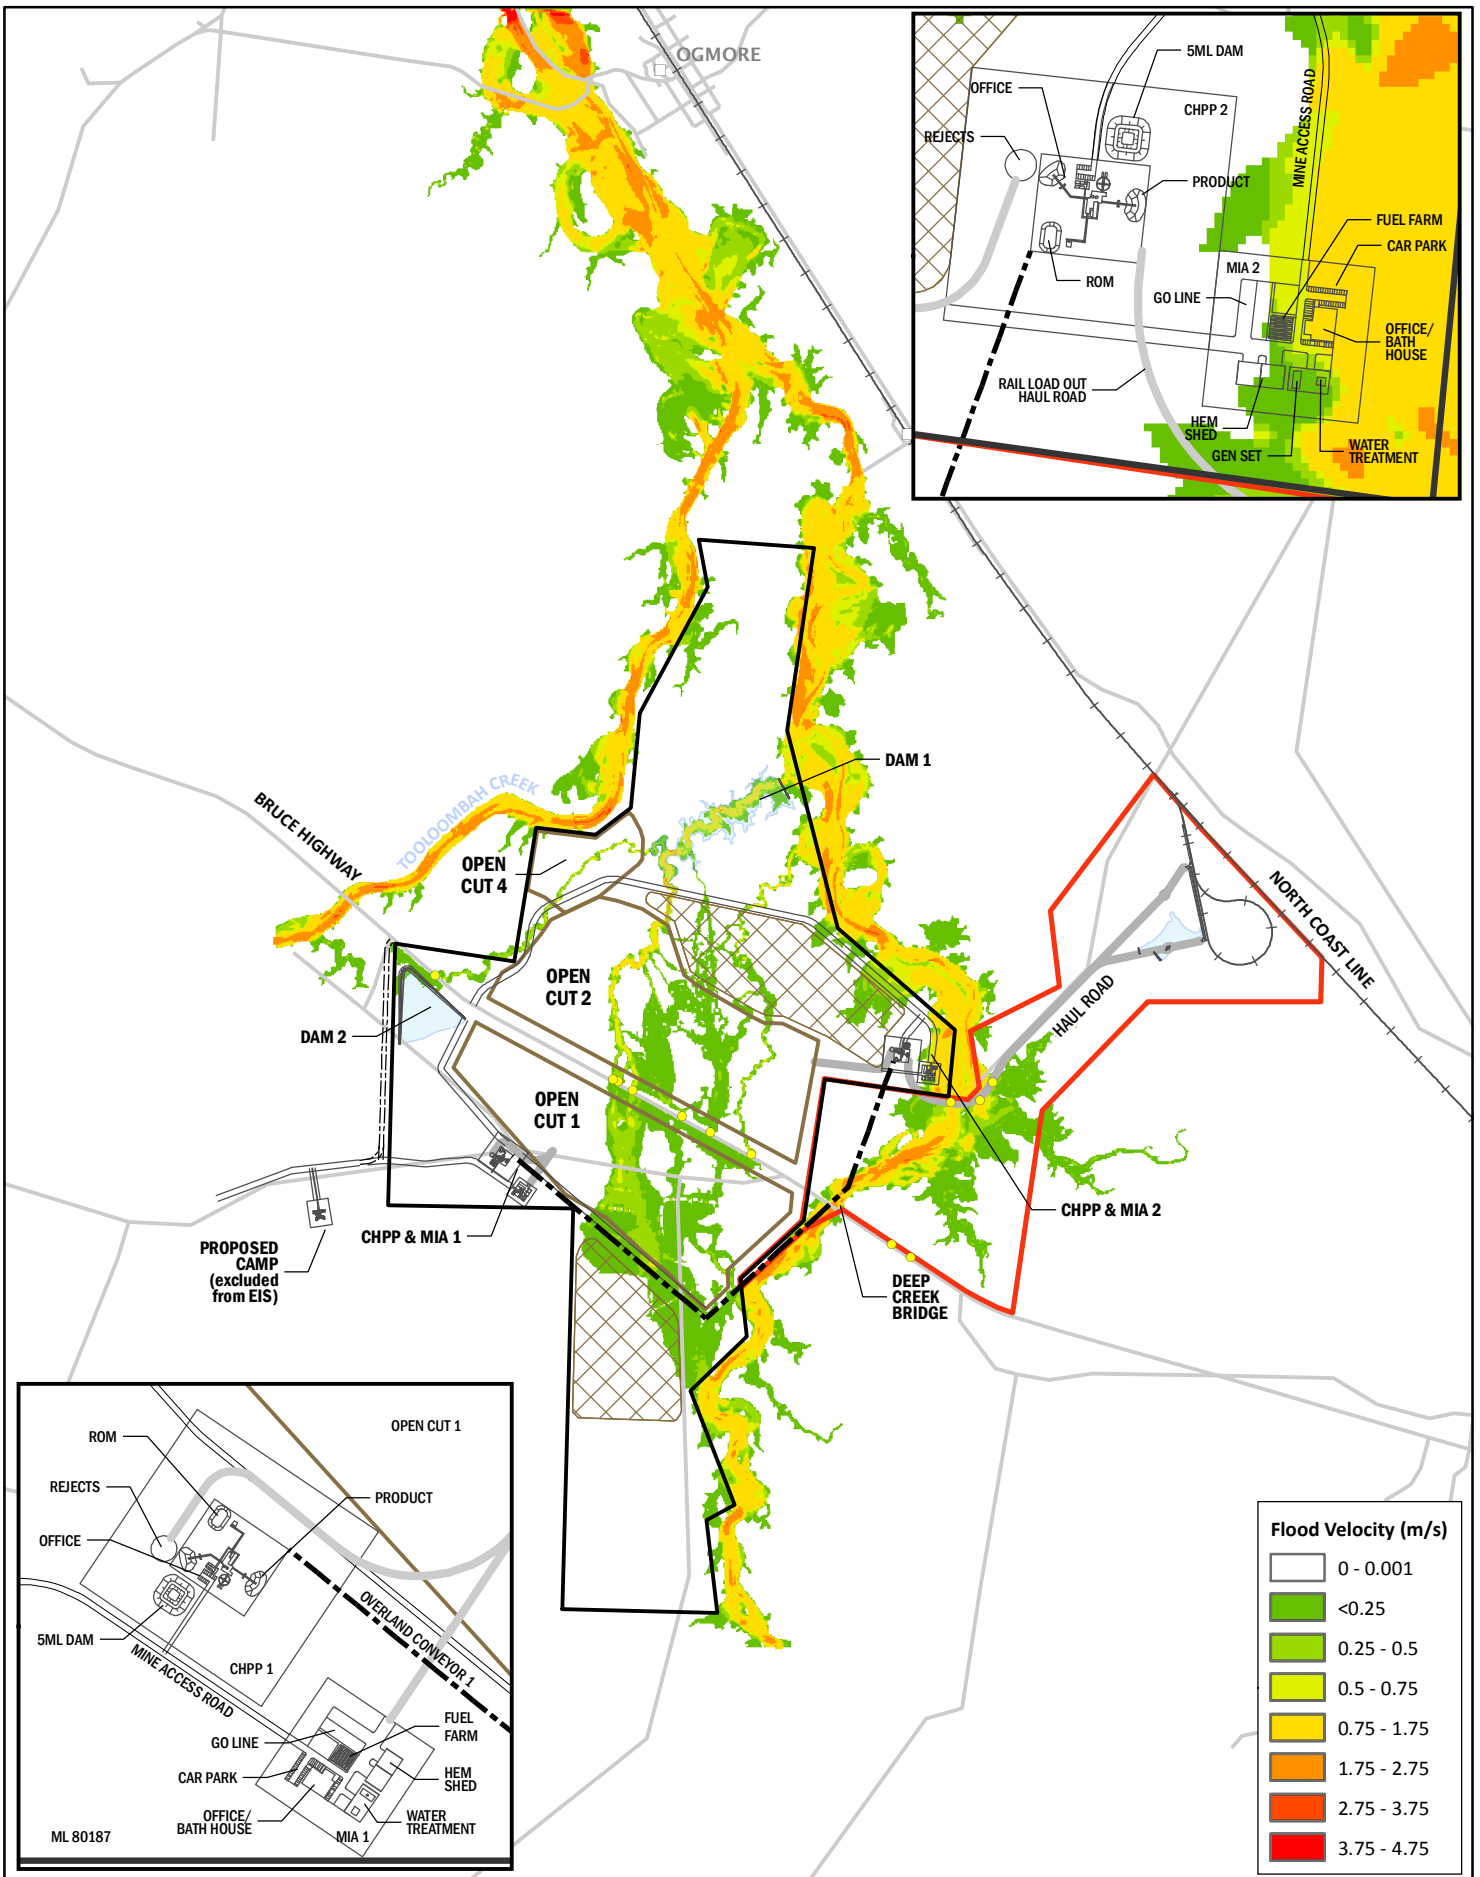 OGMORE
5ML DAM
OFFICE
CHPP 2
REJECTS
MINE ACCESS ROAD
PRODUCT
FUEL FARM
CAR PARK
MIA 2
ROM
GO LINE
OFFICE/
BATH
HOUSE
RAIL LOAD OUT
HAUL ROAD
HEM
SHED
GEN SET
WATER
TREATMENT
DAM 1
BRUCE HIGHWAY
TOOLOOMBAH CREEK
OPEN
CUT 4
NORTH COAST LINE
OPEN
CUT 2
HAUL ROAD
DAM 2
OPEN
CUT 1
CHPP & MIA 2
CHPP & MIA 1
PROPOSED
CAMP
(excluded
from EIS)
DEEP
CREEK
BRIDGE
OPEN CUT 1
ROM
REJECTS
PRODUCT
OFFICE
OVERLAND CONVEYOR 1
5ML DAM
MINE ACCESS ROAD
CHPP 1
FUEL
FARM
GO LINE
CAR PARK
HEM
SHED
OFFICE/
BATH HOUSE
WATER
TREATMENT
ML 80187
MIA 1
Flood Velocity (m/s)
0 - 0.001
<0.25
0.25 - 0.5
0.5 - 0.75
0.75 - 1.75
1.75 - 2.75
2.75 - 3.75
3.75 - 4.75